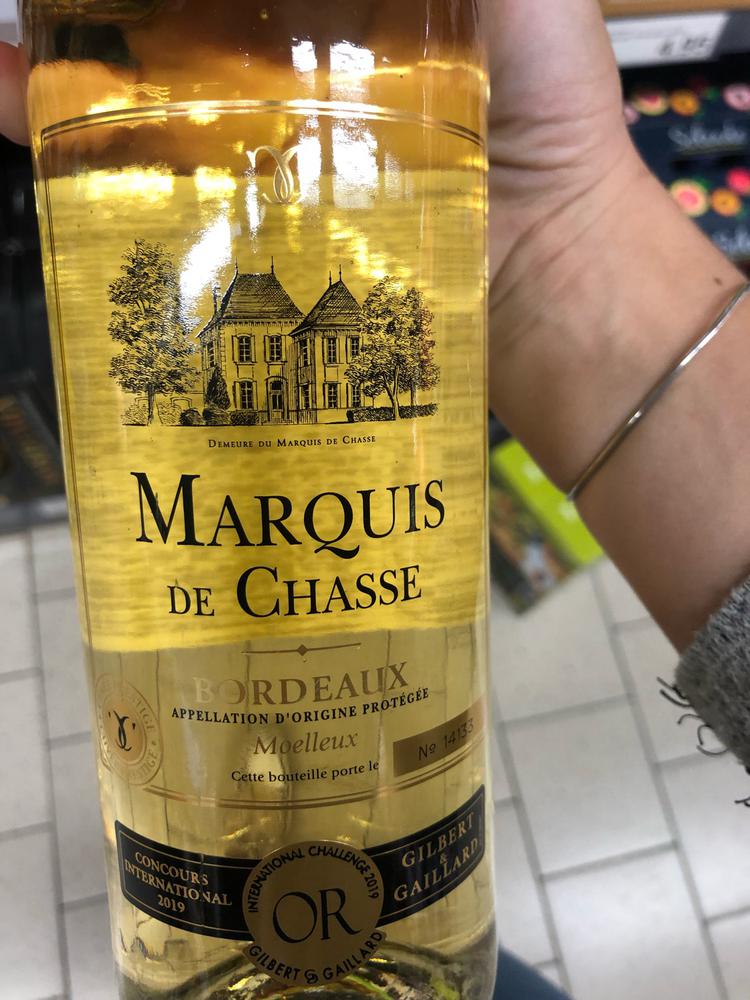 DEMEURE DU MARQUIS DE CHASSE
MARQUIS
DE CHASSE
BORDEAUX
APPELLATION D'ORIGINE PROTÉGÉE
Moelleux
Cette bouteille porte le
No 14133
CONCOURS
INTERNATIONAL
2019
INTERNATIONAL CHALLENGE 2019
OR
GILBERT & GAILLARD
GILBERT
&
GAILLARD